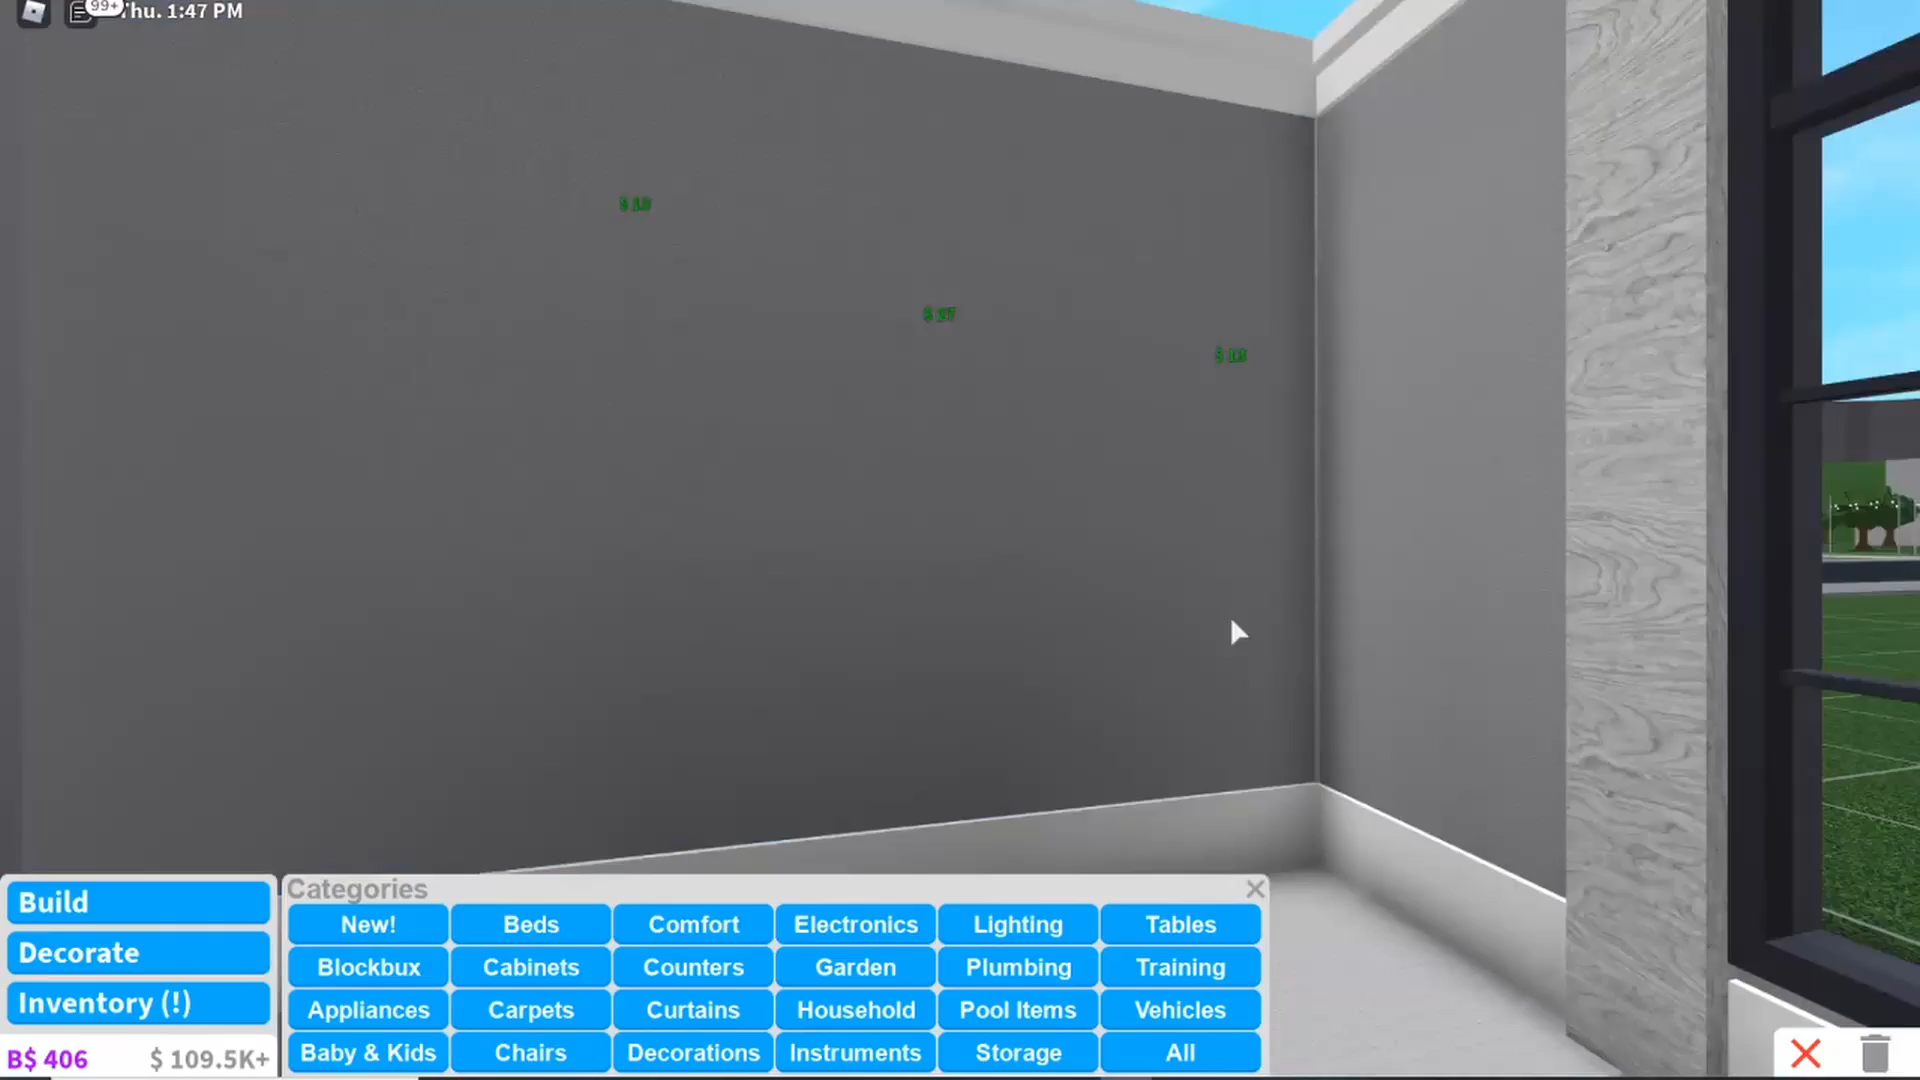 99+
Thu. 1:47 PM
$ 27
Build
Decorate
Inventory (!)
B$ 406
$ 109.5K+
Categories
New! Beds Comfort Electronics Lighting Tables
Blockbux Cabinets Counters Garden Plumbing Training
Appliances Carpets Curtains Household Pool Items Vehicles
Baby & Kids Chairs Decorations Instruments Storage All